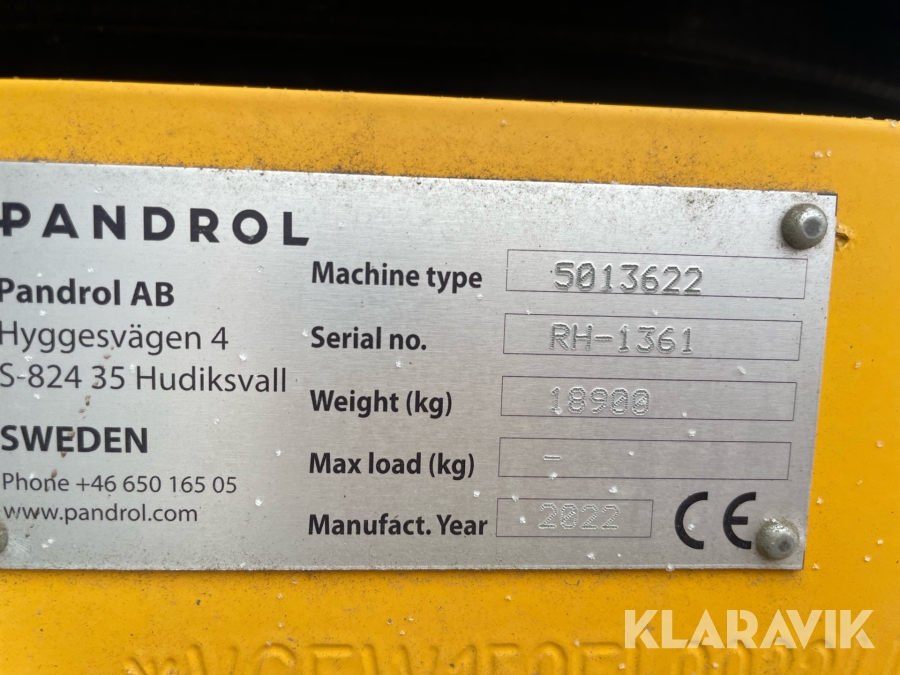 PANDROL
Pandrol AB
Hyggesvägen 4
S-824 35 Hudiksvall
SWEDEN
Phone +46 650 165 05
www.pandrol.com
Machine type 5013622
Serial no. RH-1361
Weight (kg) 18900
Max load (kg) -
Manufact. Year 2022
CE
KLARAVIK